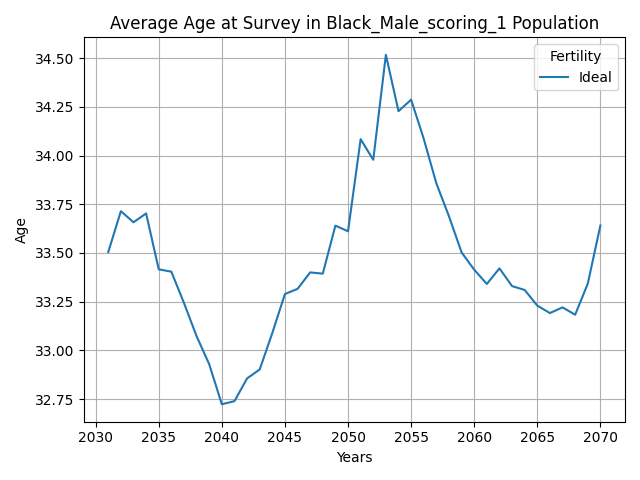 Average Age at Survey in Black_Male_scoring_1 Population
Fertility
Ideal
34.50
34.25
34.00
33.75
33.50
33.25
33.00
32.75
Age
2030 2035 2040 2045 2050 2055 2060 2065 2070
Years